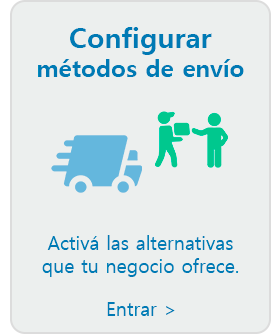 Configurar
métodos de envío
Activá las alternativas
que tu negocio ofrece.
Entrar >